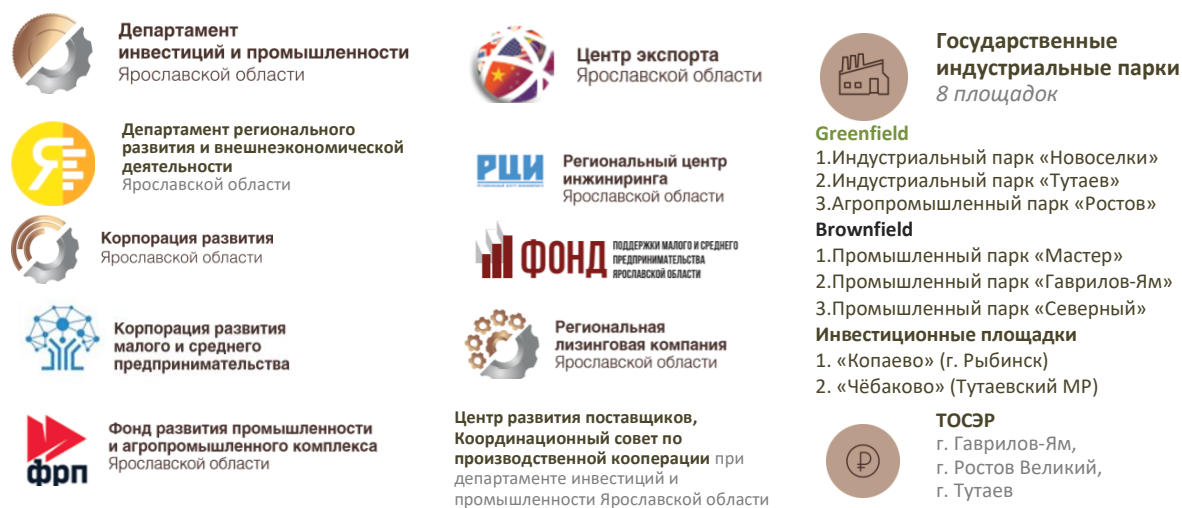 Департамент
инвестиций и промышленности
Ярославской области
Департамент регионального
развития и внешнеэкономической
деятельности
Ярославской области
Корпорация развития
Ярославской области
Корпорация развития
малого и среднего
предпринимательства
фрп
Фонд развития промышленности
и агропромышленного комплекса
Ярославской области
Центр экспорта
Ярославской области
РЦИ
Региональный центр
инжиниринга
Ярославской области
ФОНД
ПОДДЕРЖКИ МАЛОГО И СРЕДНЕГО
ПРЕДПРИНИМАТЕЛЬСТВА
ЯРОСЛАВСКОЙ ОБЛАСТИ
Региональная
лизинговая компания
Ярославской области
Центр развития поставщиков,
Координационный совет по
производственной кооперации при
департаменте инвестиций и
промышленности Ярославской области
Государственные
индустриальные парки
8 площадок
Greenfield
1.Индустриальный парк «Новоселки»
2.Индустриальный парк «Тутаев»
3.Агропромышленный парк «Ростов»
Brownfield
1.Промышленный парк «Мастер»
2.Промышленный парк «Гаврилов-Ям»
3.Промышленный парк «Северный»
Инвестиционные площадки
1. «Копаево» (г. Рыбинск)
2. «Чёбаково» (Тутаевский МР)
ТОСЭР
г. Гаврилов-Ям,
г. Ростов Великий,
г. Тутаев